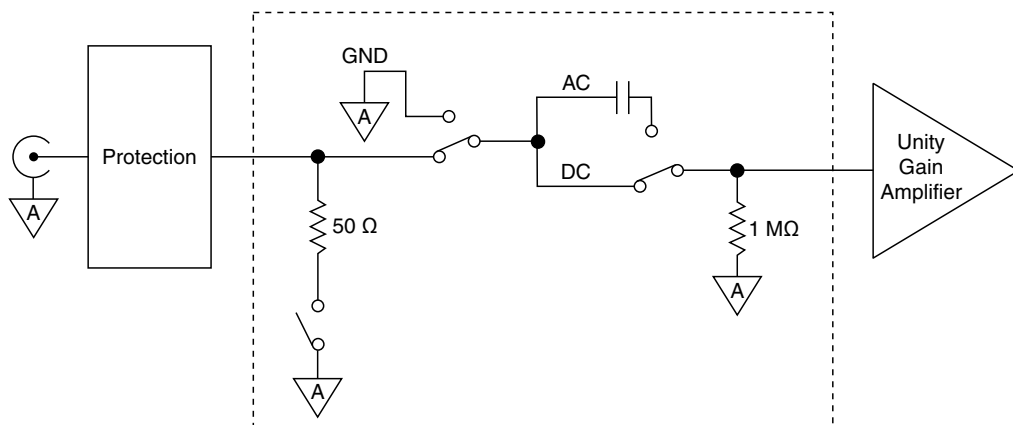 GND
A
AC
A
Protection
DC
50 Ω
1 MΩ
A
A
Unity
Gain
Amplifier